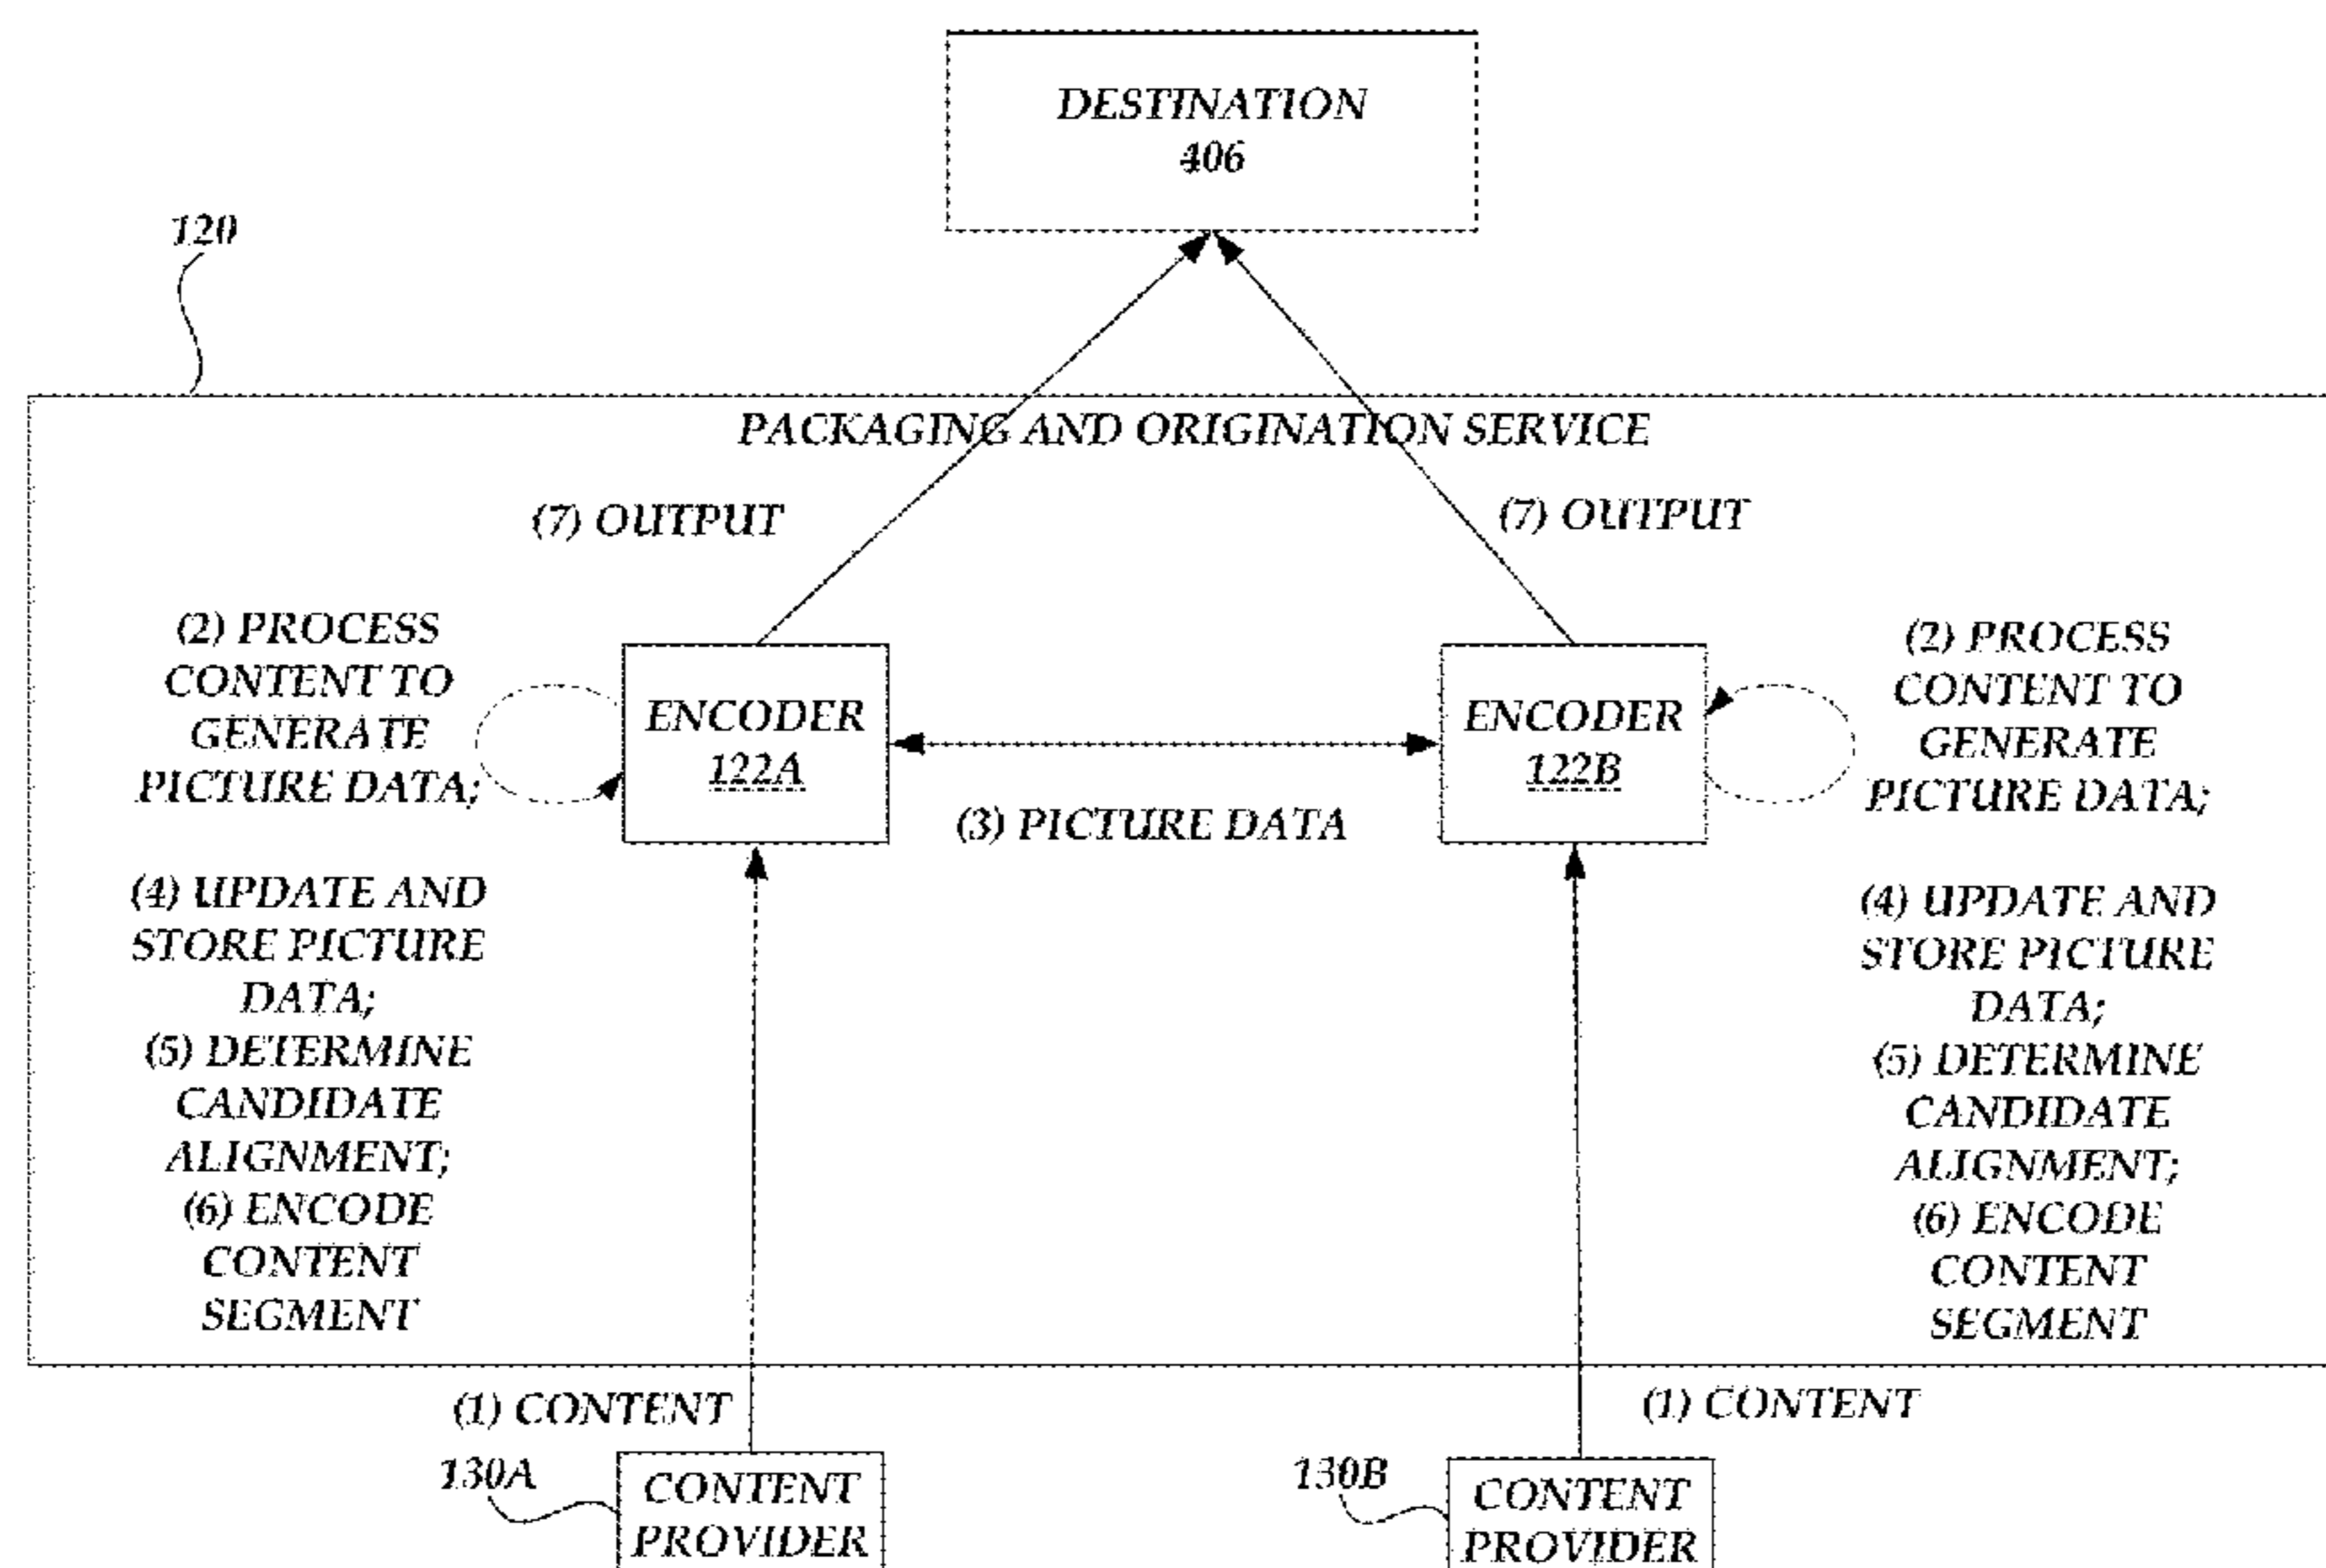 DESTINATION
406
120
PACKAGING AND ORIGINATION SERVICE
(7) OUTPUT
(7) OUTPUT
(2) PROCESS
CONTENT TO
GENERATE
PICTURE DATA;
ENCODER
122A
ENCODER
122B
(2) PROCESS
CONTENT TO
GENERATE
PICTURE DATA;
(3) PICTURE DATA
(4) UPDATE AND
STORE PICTURE
DATA;
(5) DETERMINE
CANDIDATE
ALIGNMENT;
(6) ENCODE
CONTENT
SEGMENT
(4) UPDATE AND
STORE PICTURE
DATA;
(5) DETERMINE
CANDIDATE
ALIGNMENT;
(6) ENCODE
CONTENT
SEGMENT
(1) CONTENT
(1) CONTENT
130A
CONTENT
PROVIDER
130B
CONTENT
PROVIDER